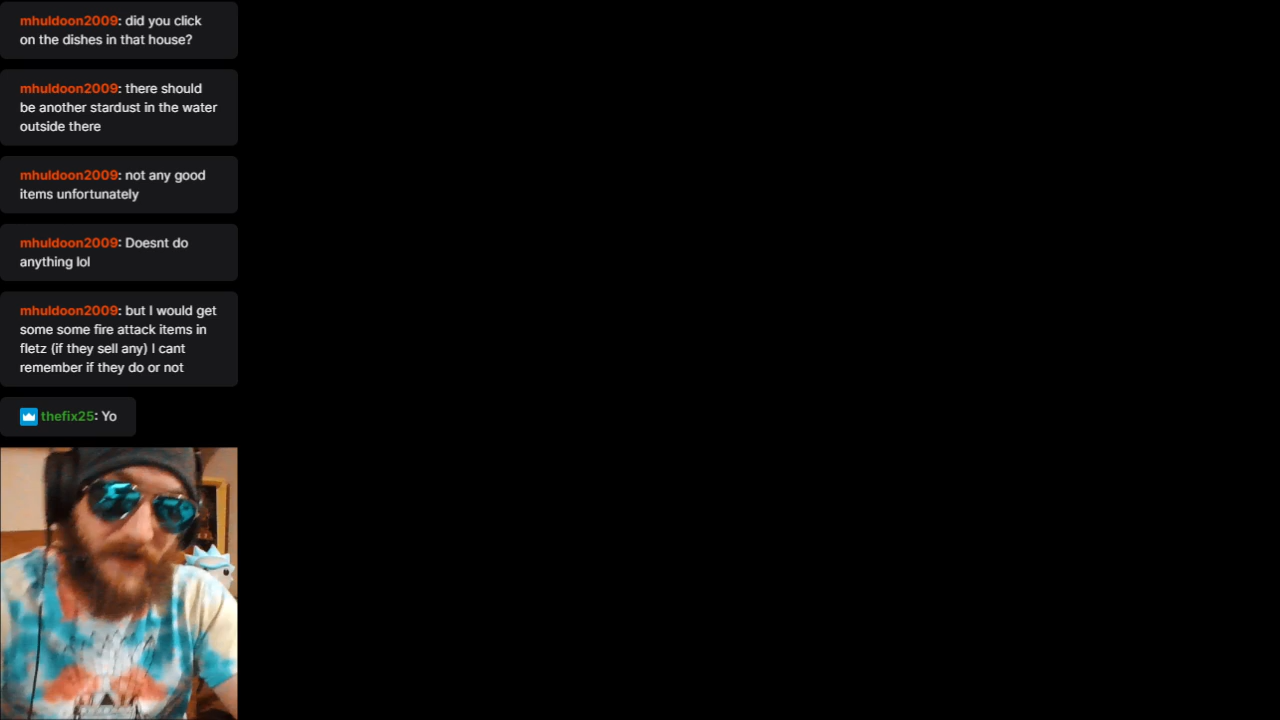 mhuldoon2009: did you click
on the dishes in that house?
mhuldoon2009: there should
be another stardust in the water
outside there
mhuldoon2009: not any good
items unfortunately
mhuldoon2009: Doesnt do
anything lol
mhuldoon2009: but I would get
some some fire attack items in
fletz (if they sell any) I cant
remember if they do or not
thefix25: Yo